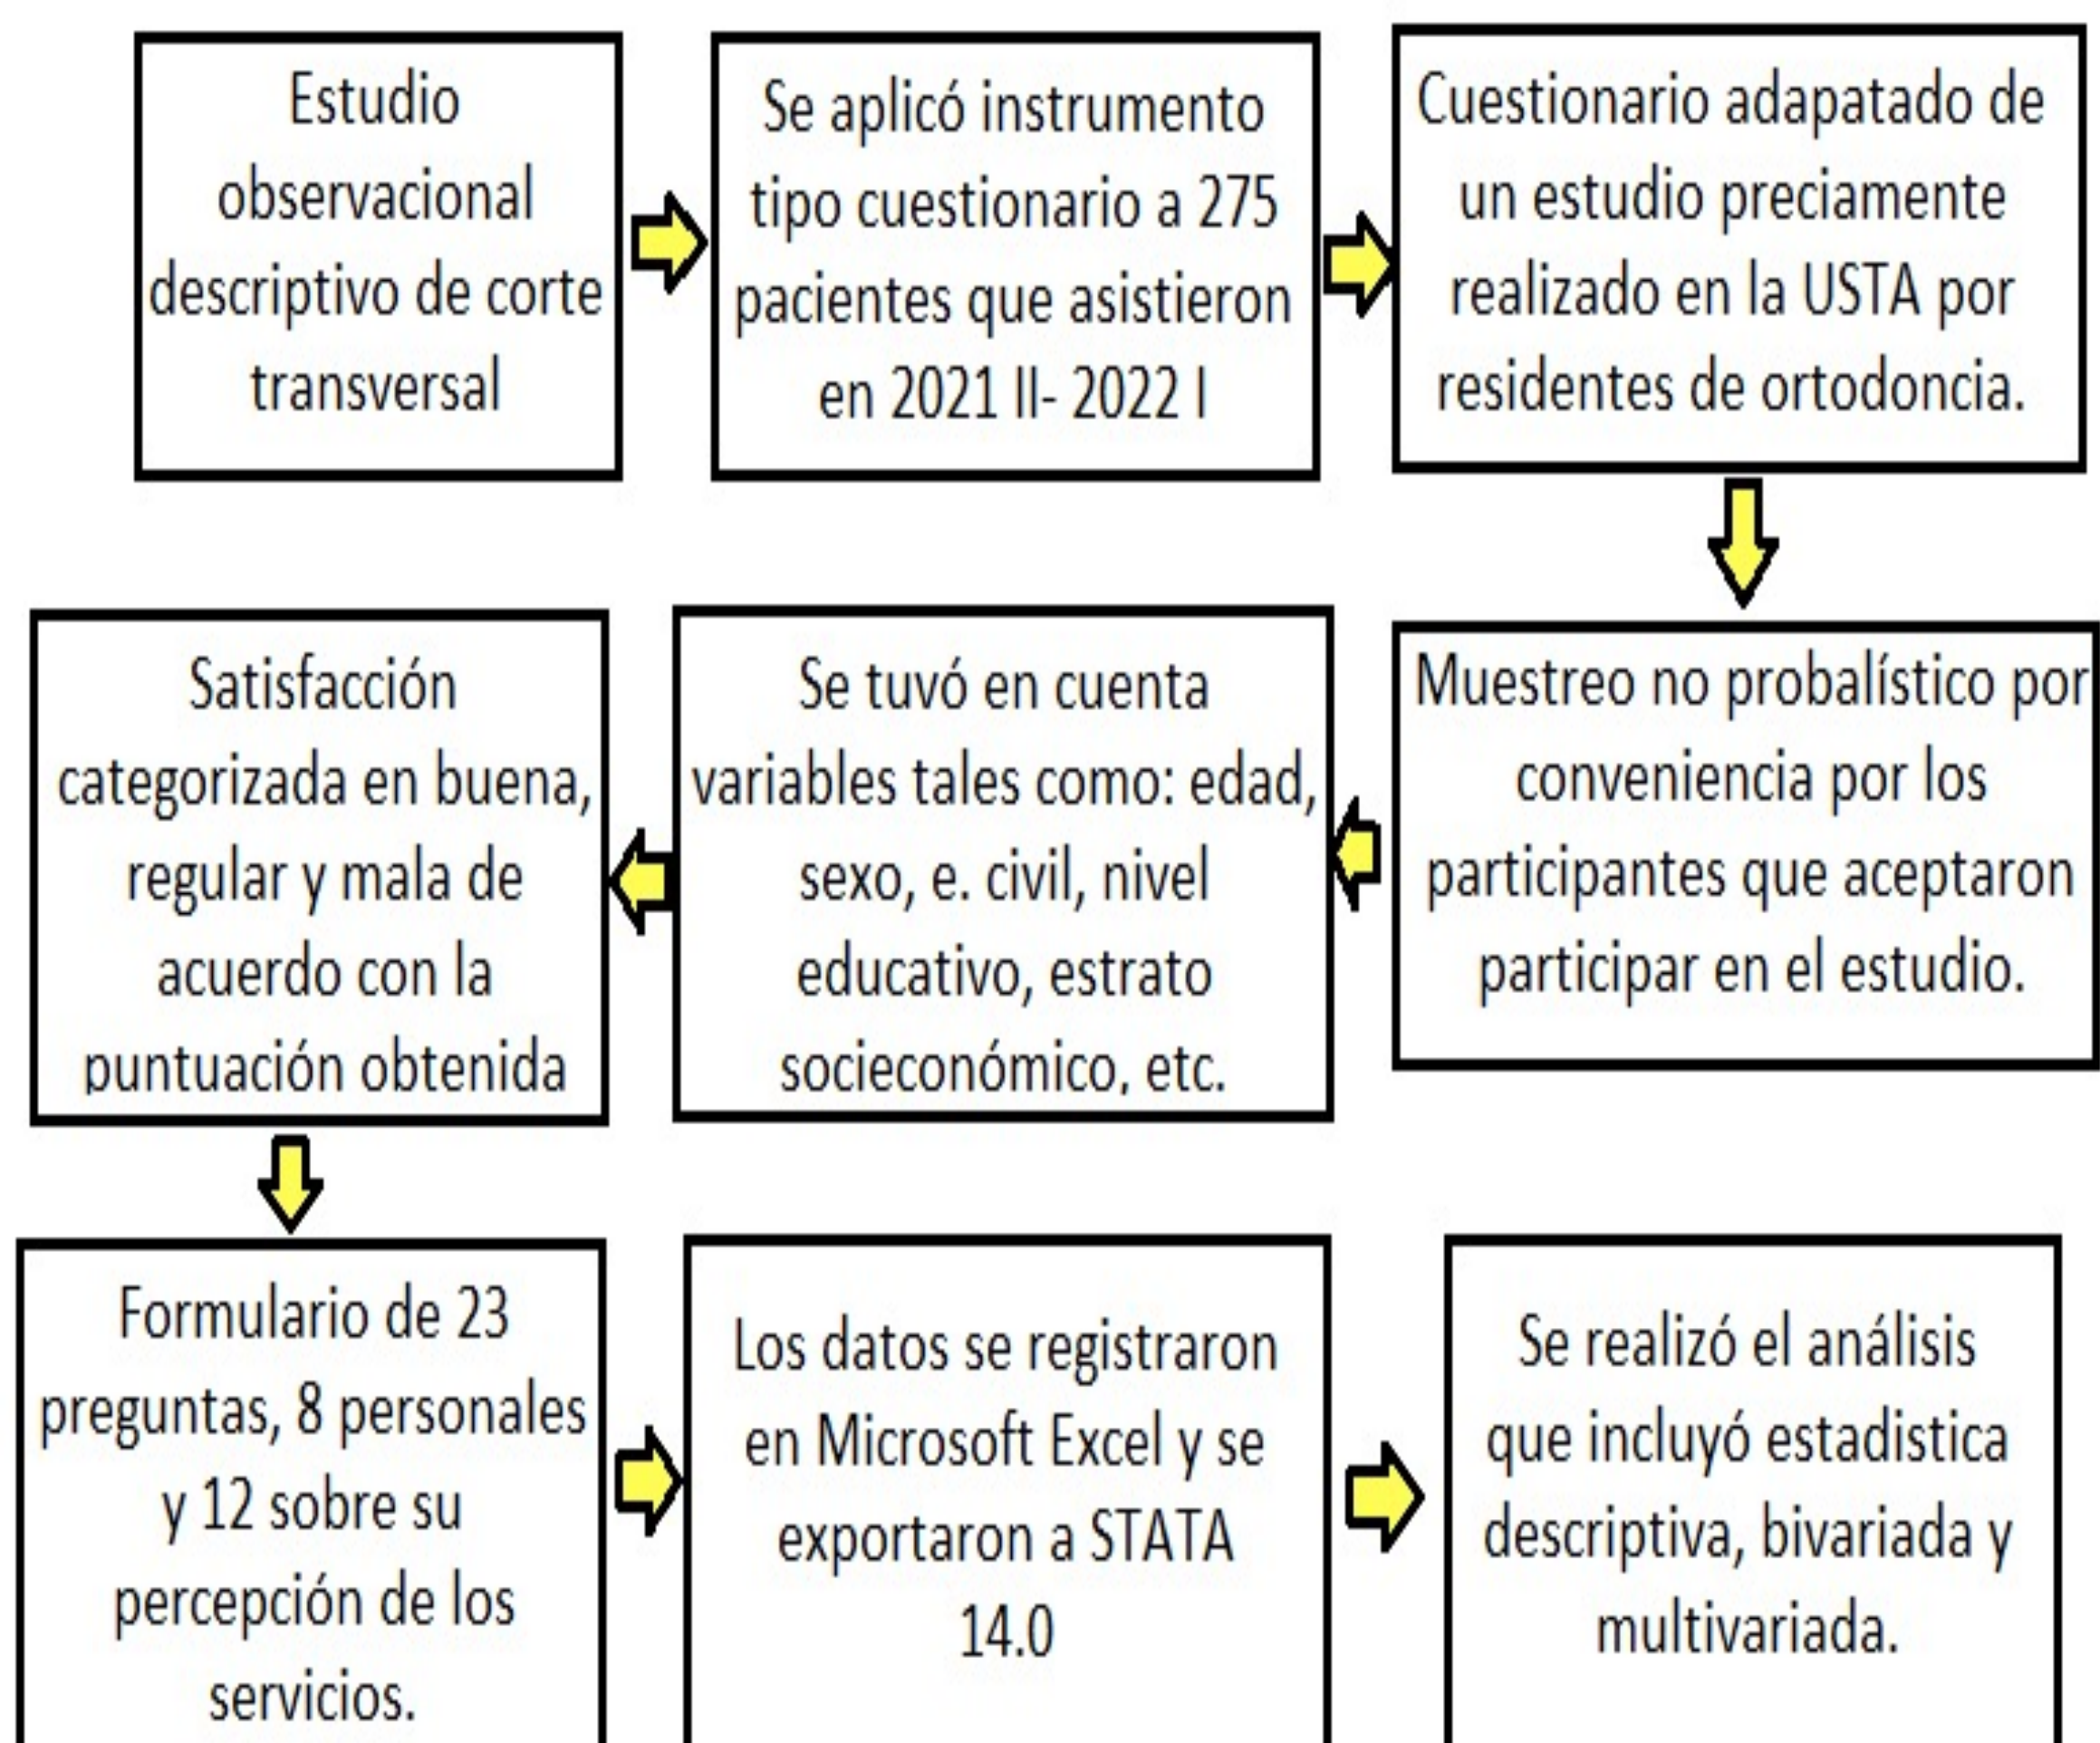 Estudio
observacional
descriptivo de corte
transversal
Se aplicó instrumento
tipo cuestionario a 275
pacientes que asistieron
en 2021 II- 2022 I
Cuestionario adapatado de
un estudio preciamente
realizado en la USTA por
residentes de ortodoncia.
Muestreo no probalístico por
conveniencia por los
participantes que aceptaron
participar en el estudio.
Se tuvó en cuenta
variables tales como: edad,
sexo, e. civil, nivel
educativo, estrato
socieconómico, etc.
Satisfacción
categorizada en buena,
regular y mala de
acuerdo con la
puntuación obtenida
Formulario de 23
preguntas, 8 personales
y 12 sobre su
percepción de los
servicios.
Los datos se registraron
en Microsoft Excel y se
exportaron a STATA
14.0
Se realizó el análisis
que incluyó estadistica
descriptiva, bivariada y
multivariada.